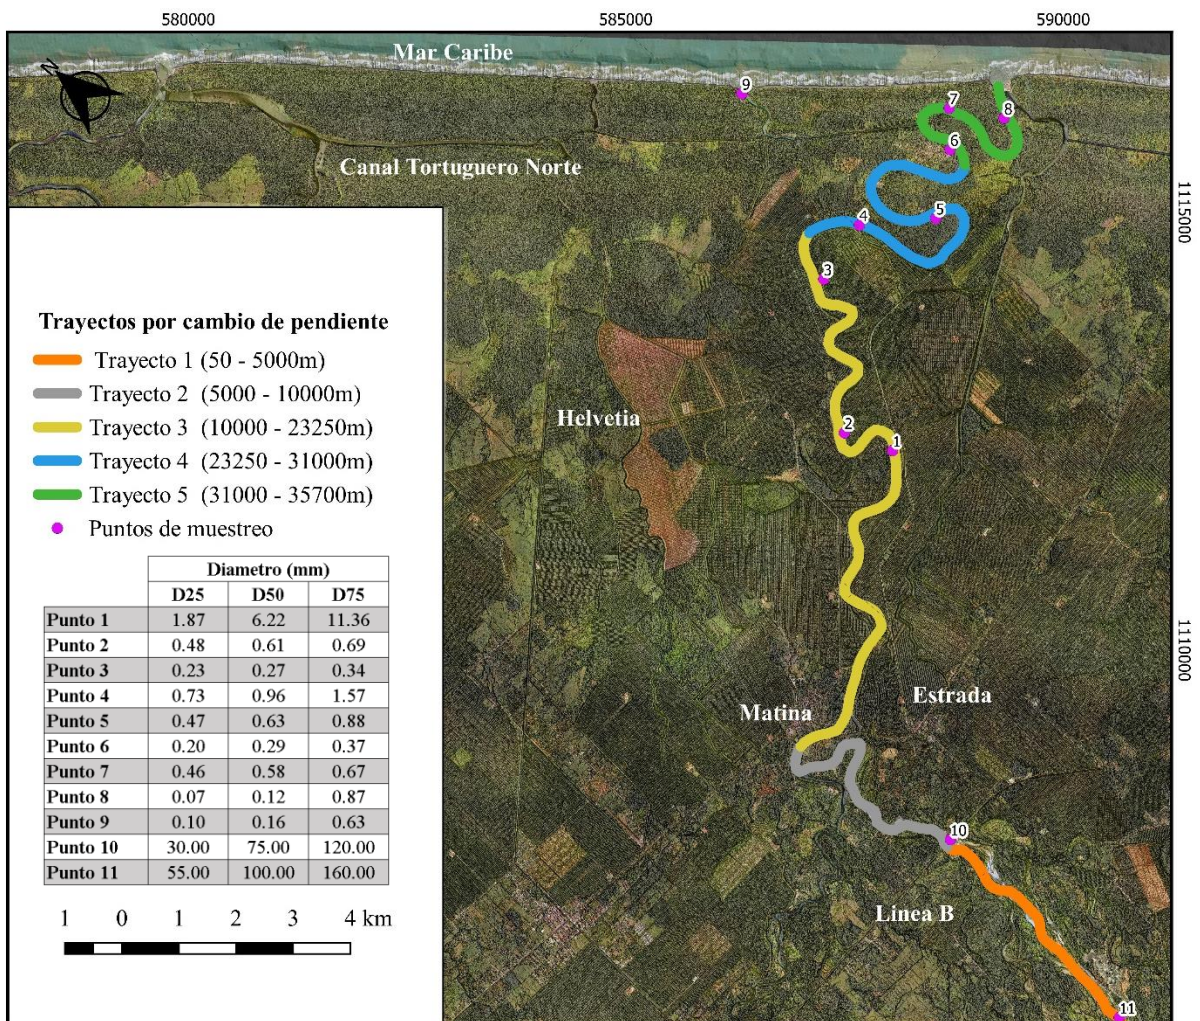 580000 585000 590000
Mar Caribe
N
9
7
8
Canal Tortuguero Norte
6
1115000
4
5
3
Trayectos por cambio de pendiente
Trayecto 1 (50 - 5000m)
Trayecto 2 (5000 - 10000m)
Helvetia
2
Trayecto 3 (10000 - 23250m)
1
Trayecto 4 (23250 - 31000m)
Trayecto 5 (31000 - 35700m)
Puntos de muestreo
Diametro (mm)
D25 D50 D75
Punto 1 1.87 6.22 11.36
Punto 2 0.48 0.61 0.69
Punto 3 0.23 0.27 0.34
Punto 4 0.73 0.96 1.57
Punto 5 0.47 0.63 0.88
Punto 6 0.20 0.29 0.37
Punto 7 0.46 0.58 0.67
Punto 8 0.07 0.12 0.87
Punto 9 0.10 0.16 0.63
Punto 10 30.00 75.00 120.00
Punto 11 55.00 100.00 160.00
1110000
Estrada
Matina
10
Linea B
1 0 1 2 3 4 km
11